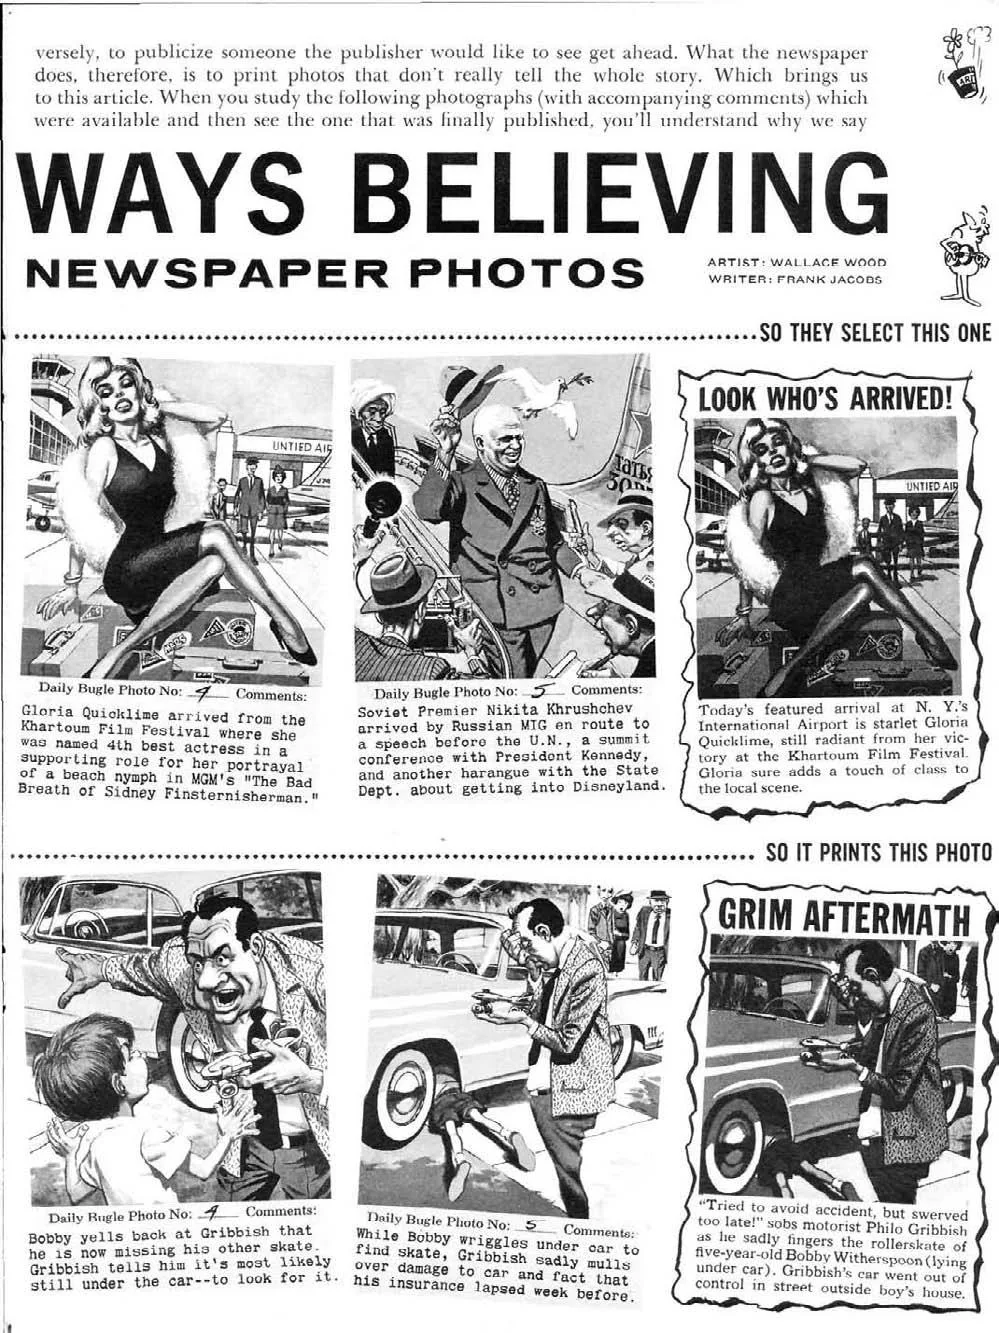 versely, to publicize someone the publisher would like to see get ahead. What the newspaper
does, therefore, is to print photos that don't really tell the whole story. Which brings us
to this article. When you study the following photographs (with accompanying comments) which
were available and then see the one that was finally published, you'll understand why we say
WAYS BELIEVING
NEWSPAPER PHOTOS
ARTIST: WALLACE WOOD
WRITER: FRANK JACOBS
SO THEY SELECT THIS ONE
UNTIED AIR
Daily Bugle Photo No: 4 Comments:
Gloria Quicklime arrived from the
Khartoum Film Festival where she
was named 4th best actress in a
supporting role for her portrayal
of a beach nymph in MGM's "The Bad
Breath of Sidney Finsternisherman."
Daily Bugle Photo No: 5 Comments:
Soviet Premier Nikita Khrushchev
arrived by Russian MIG en route to
a speech before the U.N., a summit
conference with President Kennedy,
and another harangue with the State
Dept. about getting into Disneyland.
LOOK WHO'S ARRIVED!
UNTIED AIR
Today's featured arrival at N. Y.'s
International Airport is starlet Gloria
Quicklime, still radiant from her vic-
tory at the Khartoum Film Festival.
Gloria sure adds a touch of class to
the local scene.
SO IT PRINTS THIS PHOTO
Daily Bugle Photo No: 4 Comments:
Bobby yells back at Gribbish that
he is now missing his other skate.
Gribbish tells him it's most likely
still under the car--to look for it.
Daily Bugle Photo No: 5 Comments:
While Bobby wriggles under car to
find skate, Gribbish sadly mulls
over damage to car and fact that
his insurance lapsed week before.
GRIM AFTERMATH
"Tried to avoid accident, but swerved
too late!" sobs motorist Philo Gribbish
as he sadly fingers the rollerskate of
five-year-old Bobby Witherspoon (lying
under car). Gribbish's car went out of
control in street outside boy's house.